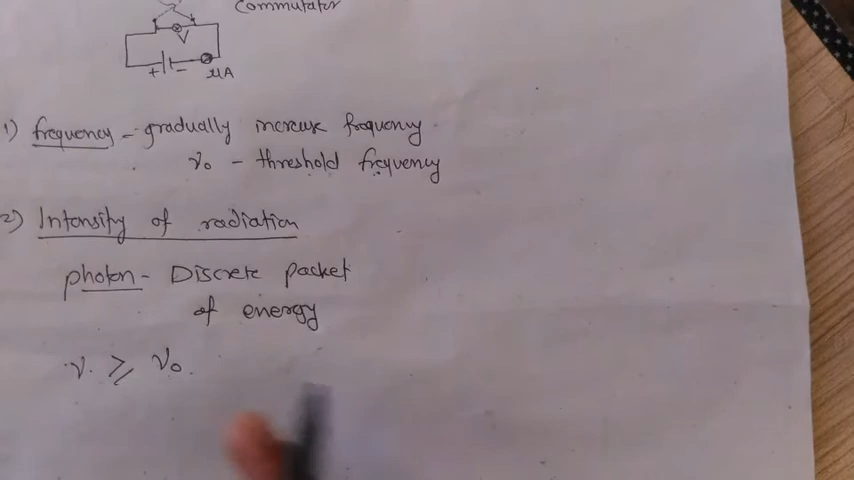 Commutator
V
+ - μA
1) frequency - gradually increase frequency
ν₀ - threshold frequency
2) Intensity of radiation
photon - Discrete packet
of energy
ν ≥ ν₀